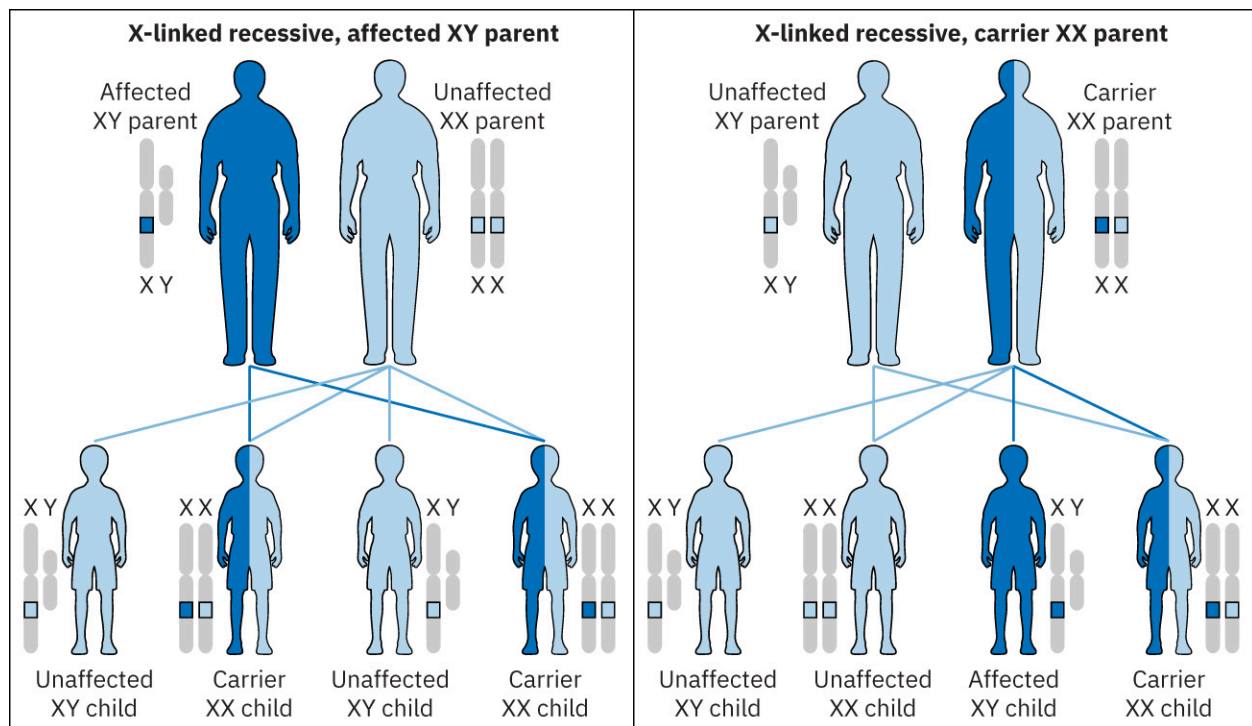 X-linked recessive, affected XY parent
Affected
XY parent
Unaffected
XX parent
X Y
X X
X Y
X X
X Y
X X
Unaffected
XY child
Carrier
XX child
Unaffected
XY child
Carrier
XX child
X-linked recessive, carrier XX parent
Unaffected
XY parent
Carrier
XX parent
X Y
X X
X Y
X X
X Y
X X
Unaffected
XY child
Unaffected
XX child
Affected
XY child
Carrier
XX child